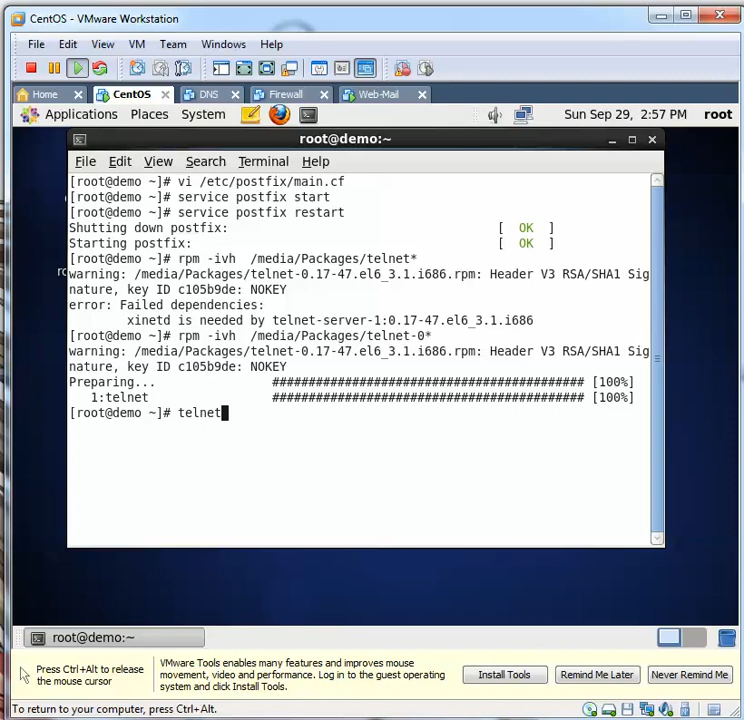 CentOS - VMware Workstation
File Edit View VM Team Windows Help
Home CentOS DNS Firewall Web-Mail
Applications Places System Sun Sep 29, 2:57 PM root
root@demo:~
File Edit View Search Terminal Help
[root@demo ~]# vi /etc/postfix/main.cf
[root@demo ~]# service postfix start
[root@demo ~]# service postfix restart
Shutting down postfix: [ OK ]
Starting postfix: [ OK ]
[root@demo ~]# rpm -ivh  /media/Packages/telnet*
warning: /media/Packages/telnet-0.17-47.el6_3.1.i686.rpm: Header V3 RSA/SHA1 Sig
nature, key ID c105b9de: NOKEY
error: Failed dependencies:
xinetd is needed by telnet-server-1:0.17-47.el6_3.1.i686
[root@demo ~]# rpm -ivh  /media/Packages/telnet-0*
warning: /media/Packages/telnet-0.17-47.el6_3.1.i686.rpm: Header V3 RSA/SHA1 Sig
nature, key ID c105b9de: NOKEY
Preparing... ########################################### [100%]
1:telnet ########################################### [100%]
[root@demo ~]# telnet
root@demo:~
Press Ctrl+Alt to release
the mouse cursor
VMware Tools enables many features and improves mouse
movement, video and performance. Log in to the guest operating
system and click Install Tools.
Install Tools Remind Me Later Never Remind Me
To return to your computer, press Ctrl+Alt.